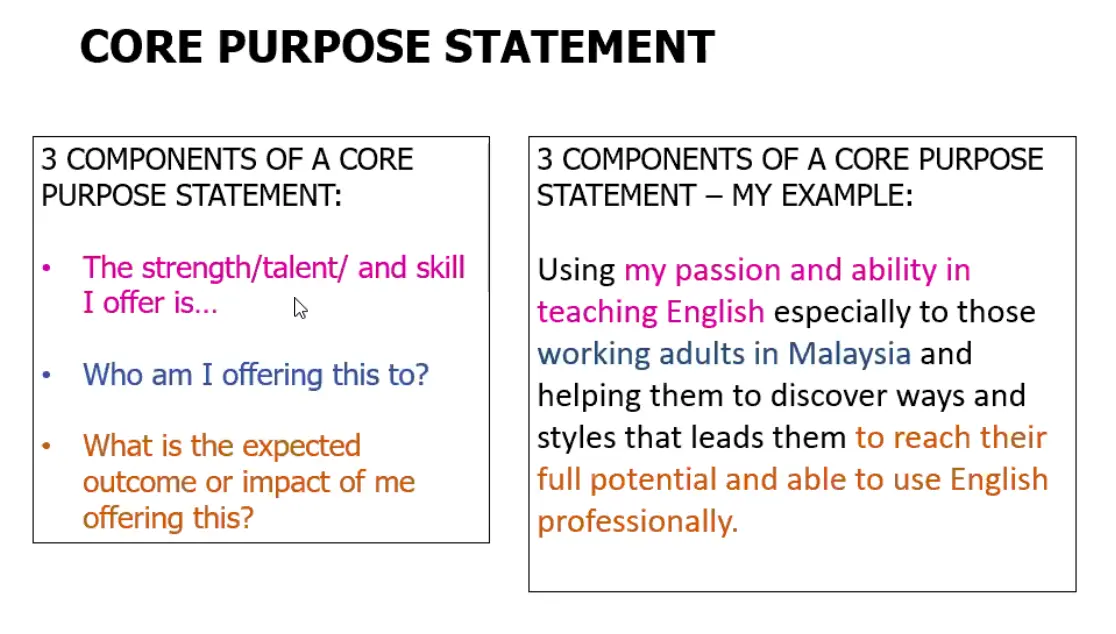 CORE PURPOSE STATEMENT
3 COMPONENTS OF A CORE
PURPOSE STATEMENT:
• The strength/talent/ and skill
I offer is...
• Who am I offering this to?
• What is the expected
outcome or impact of me
offering this?
3 COMPONENTS OF A CORE PURPOSE
STATEMENT – MY EXAMPLE:
Using my passion and ability in
teaching English especially to those
working adults in Malaysia and
helping them to discover ways and
styles that leads them to reach their
full potential and able to use English
professionally.